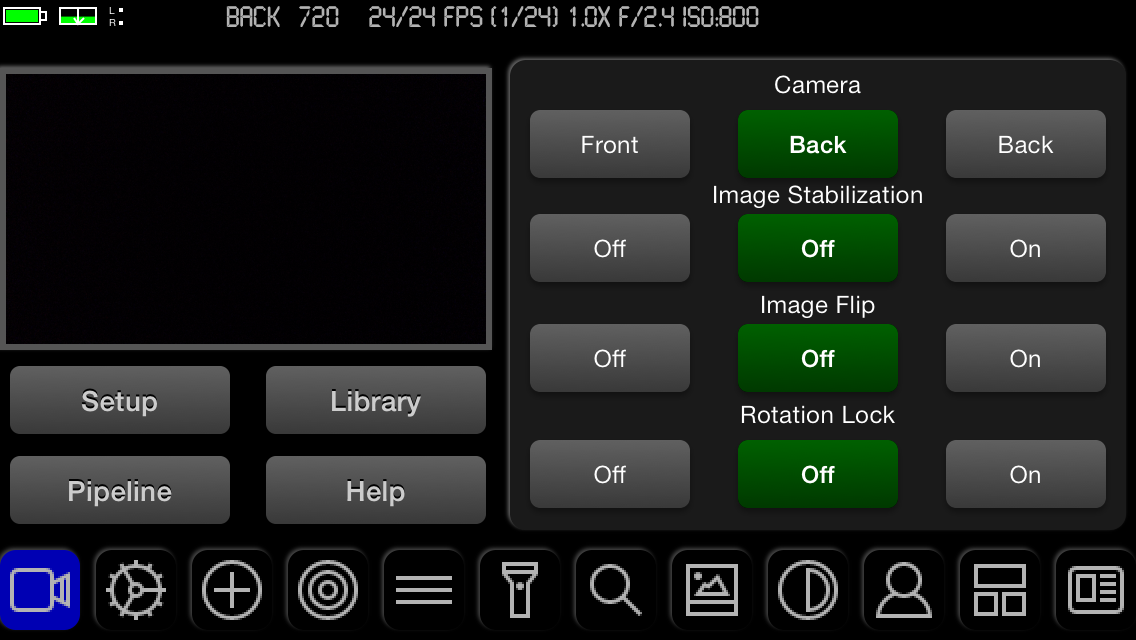 L
R
BACK 720 24/24 FPS (1/24) 1.0X F/2.4 ISO:800
Camera
Front Back Back
Image Stabilization
Off Off On
Image Flip
Off Off On
Rotation Lock
Off Off On
Setup Library
Pipeline Help